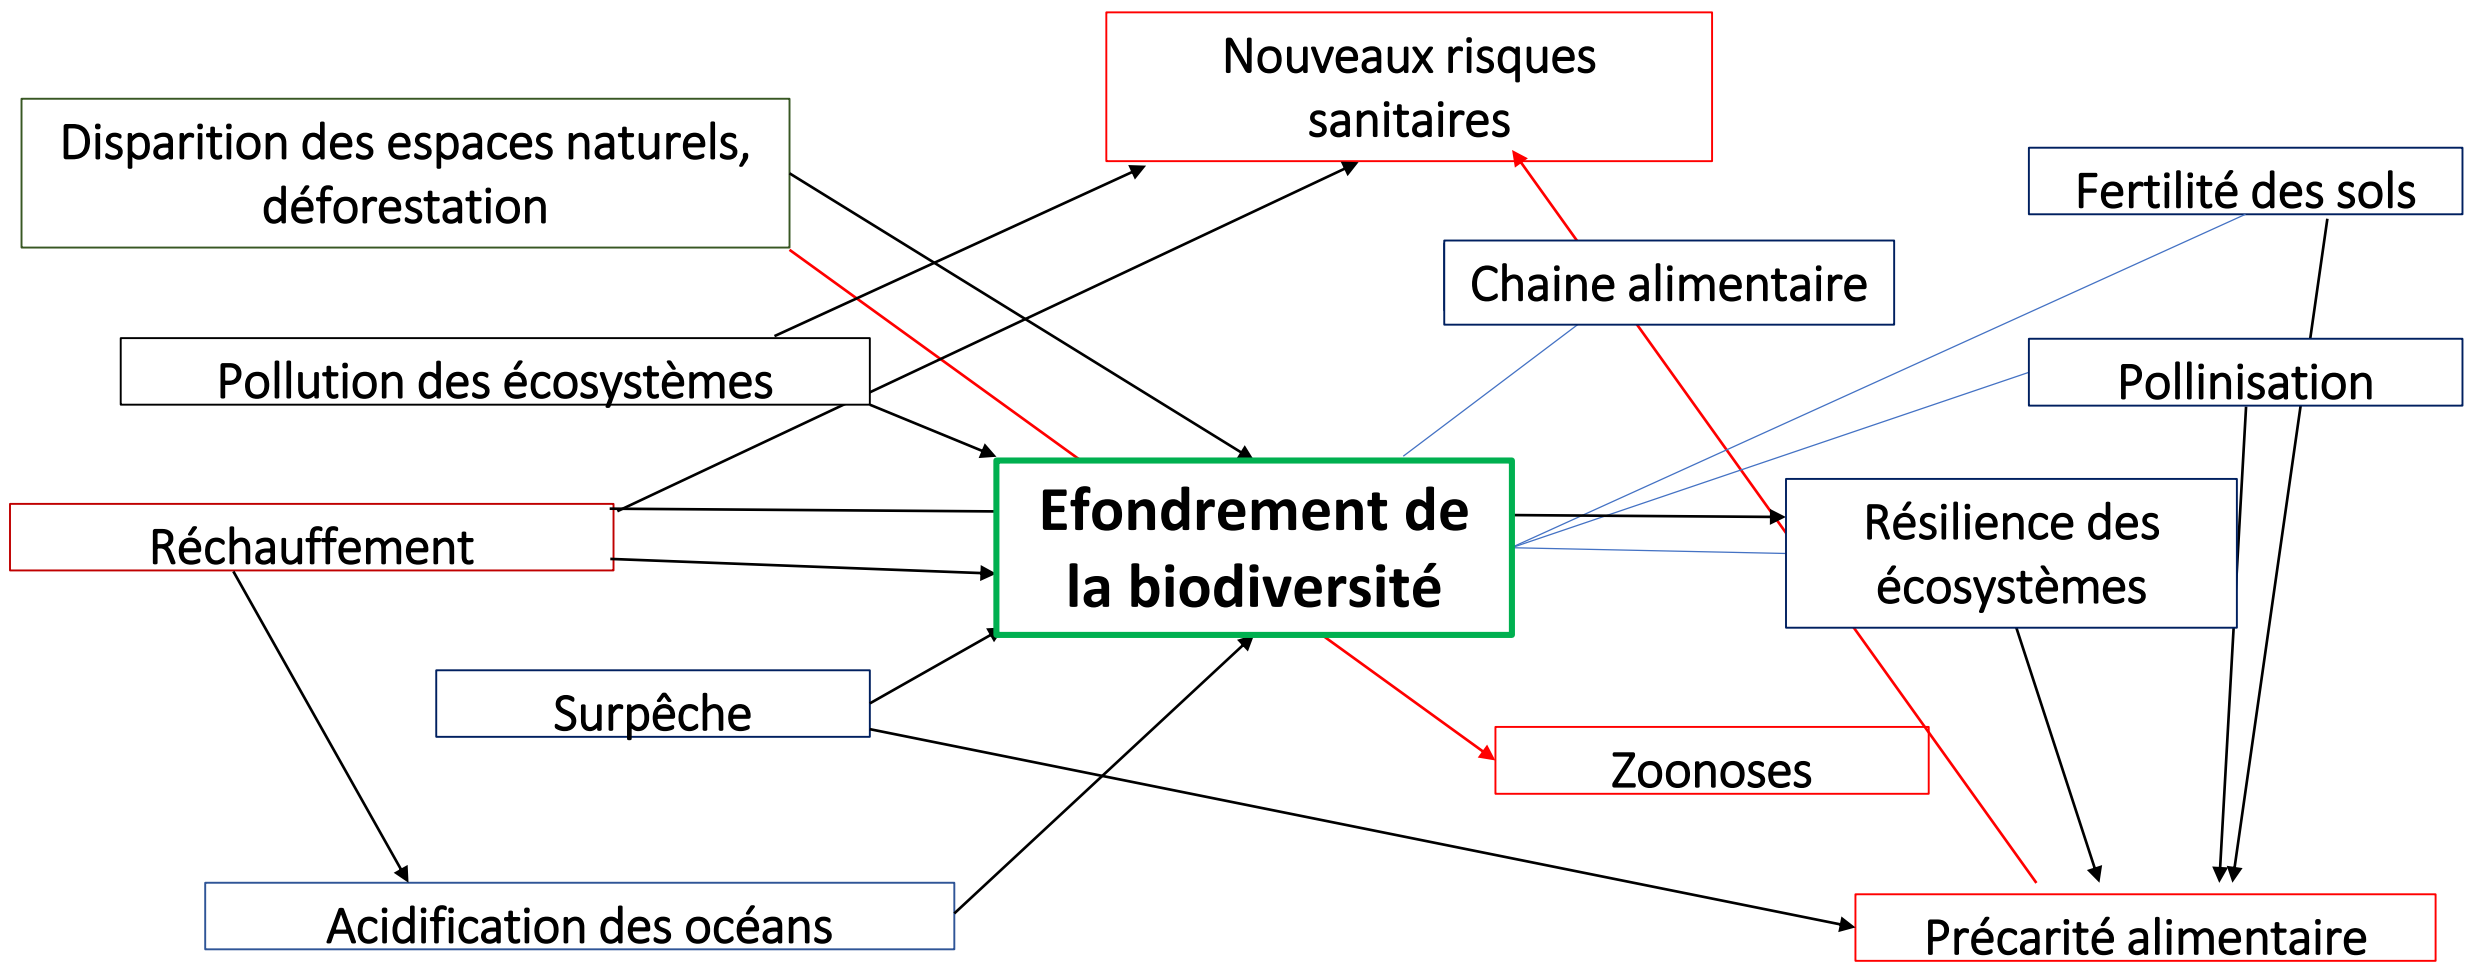 Nouveaux risques
sanitaires
Disparition des espaces naturels,
déforestation
Fertilité des sols
Chaine alimentaire
Pollution des écosystèmes
Pollinisation
Efondrement de
la biodiversité
Réchauffement
Résilience des
écosystèmes
Surpêche
Zoonoses
Acidification des océans
Précarité alimentaire